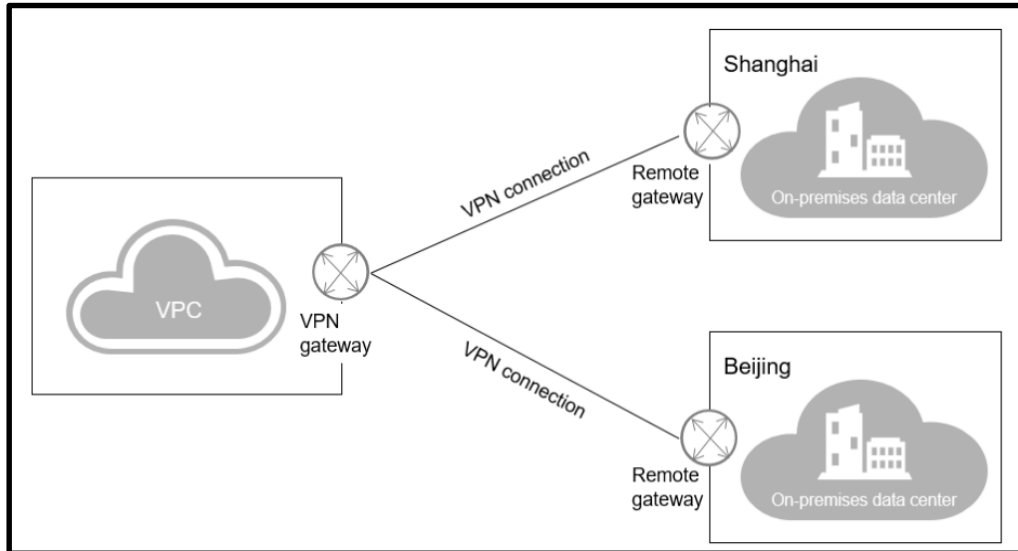 Shanghai
On-premises data center
Remote
gateway
VPN connection
VPC
VPN
gateway
VPN connection
Beijing
On-premises data center
Remote
gateway